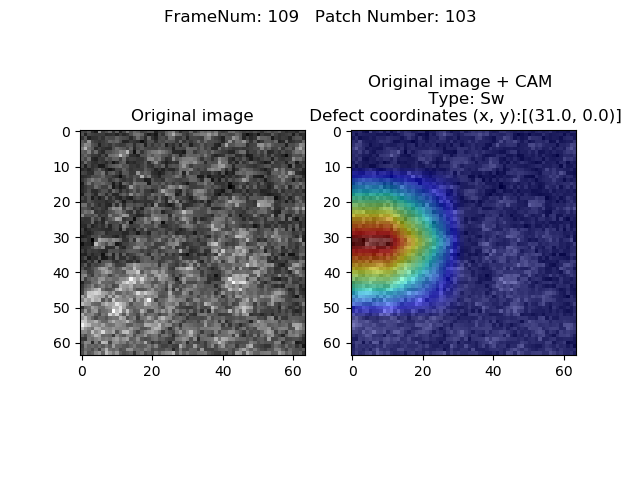 FrameNum: 109   Patch Number: 103
Original image
Original image + CAM
Type: Sw
Defect coordinates (x, y):[(31.0, 0.0)]
0
10
20
30
40
50
60
0 20 40 60
0
10
20
30
40
50
60
0 20 40 60